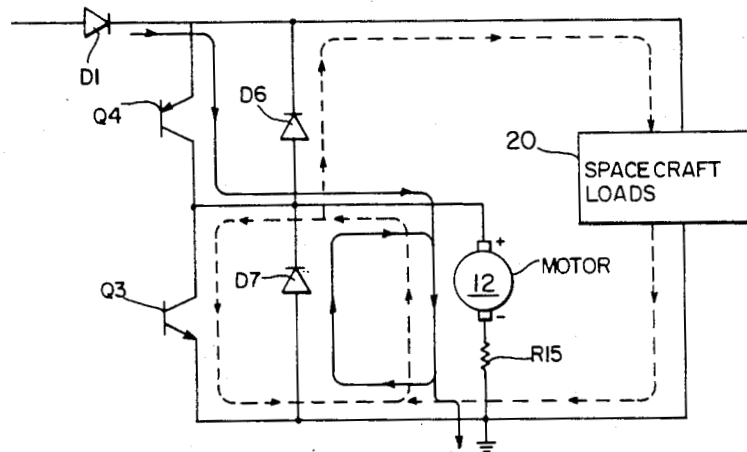 D1
Q4
D6
20
SPACECRAFT
LOADS
+
12
MOTOR
D7
Q3
-
R15